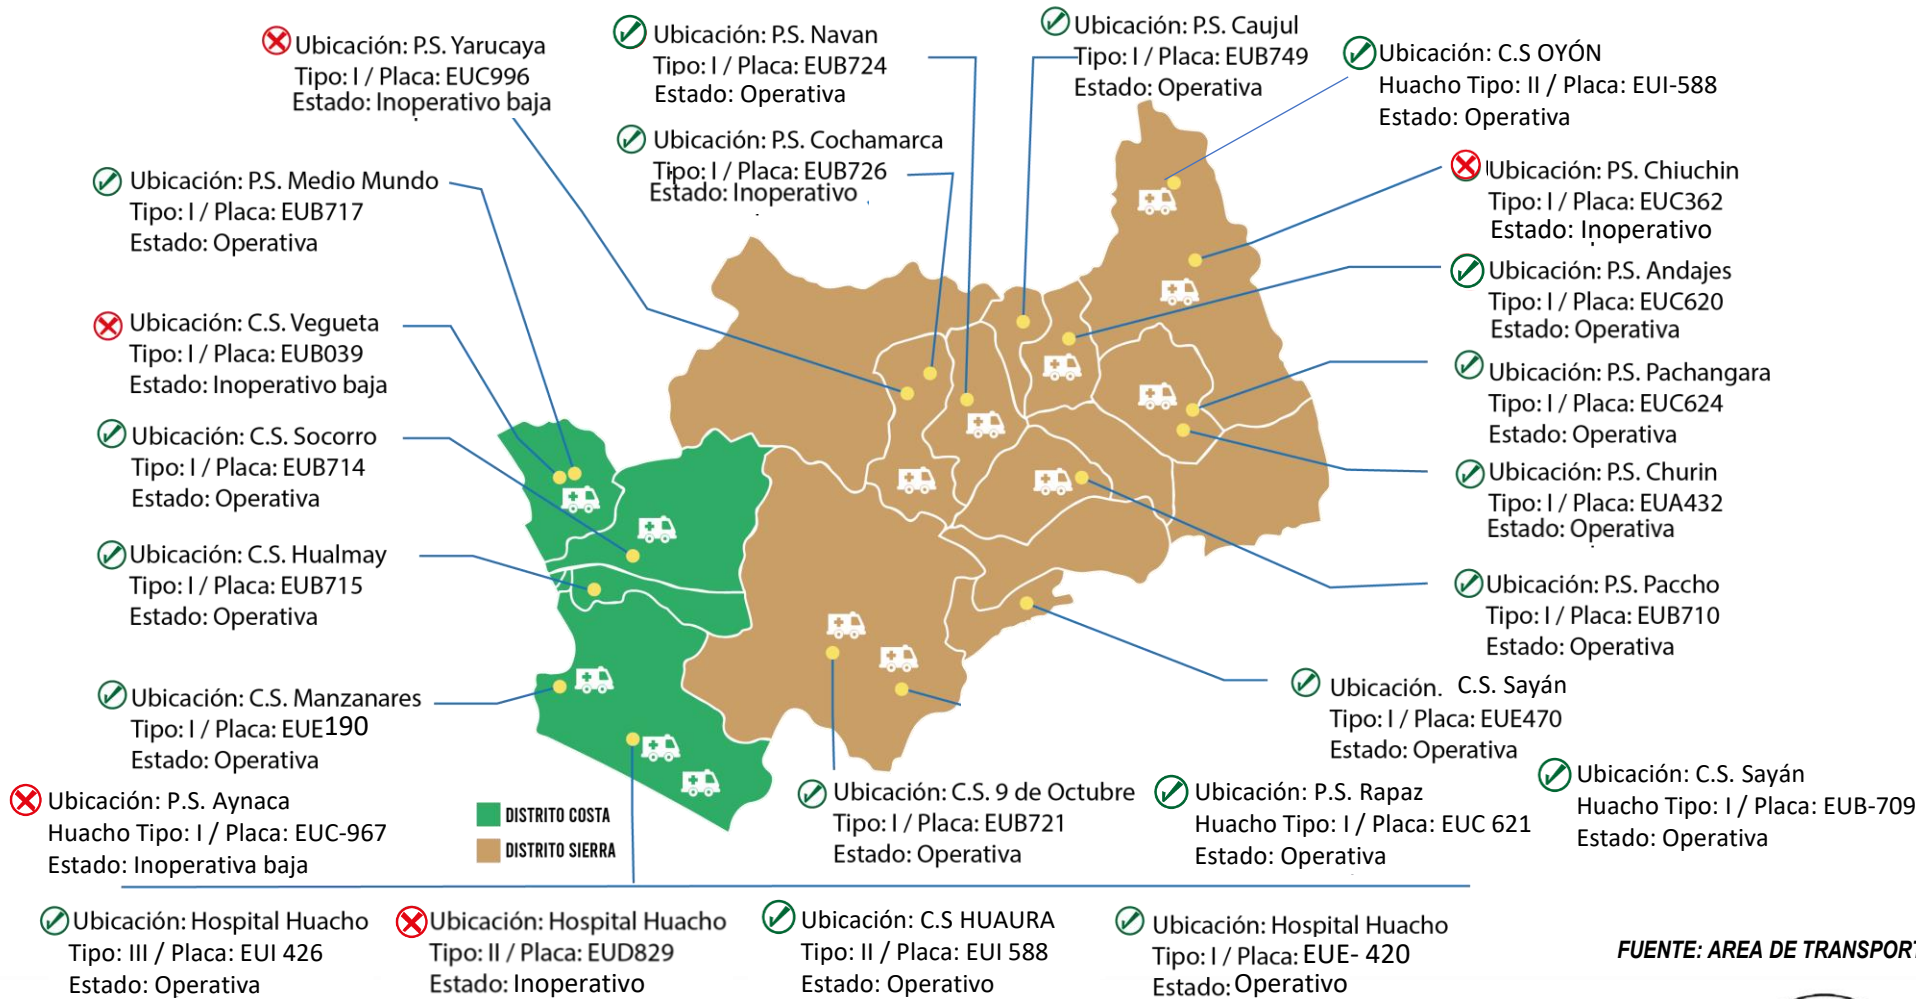 Ubicación: P.S. Yarucaya
Tipo: I / Placa: EUC996
Estado: Inoperativo baja
Ubicación: P.S. Navan
Tipo: I / Placa: EUB724
Estado: Operativa
Ubicación: P.S. Caujul
Tipo: I / Placa: EUB749
Estado: Operativa
Ubicación: C.S OYÓN
Huacho Tipo: II / Placa: EUI-588
Estado: Operativa
Ubicación: P.S. Cochamarca
Tipo: I / Placa: EUB726
Estado: Inoperativo
Ubicación: P.S. Medio Mundo
Tipo: I / Placa: EUB717
Estado: Operativa
Ubicación: PS. Chiuchin
Tipo: I / Placa: EUC362
Estado: Inoperativo
Ubicación: P.S. Andajes
Tipo: I / Placa: EUC620
Estado: Operativa
Ubicación: C.S. Vegueta
Tipo: I / Placa: EUB039
Estado: Inoperativo baja
Ubicación: P.S. Pachangara
Tipo: I / Placa: EUC624
Estado: Operativa
Ubicación: C.S. Socorro
Tipo: I / Placa: EUB714
Estado: Operativa
Ubicación: P.S. Churin
Tipo: I / Placa: EUA432
Estado: Operativa
Ubicación: C.S. Hualmay
Tipo: I / Placa: EUB715
Estado: Operativa
Ubicación: P.S. Paccho
Tipo: I / Placa: EUB710
Estado: Operativa
Ubicación: C.S. Manzanares
Tipo: I / Placa: EUE190
Estado: Operativa
Ubicación. C.S. Sayán
Tipo: I / Placa: EUE470
Estado: Operativa
Ubicación: P.S. Aynaca
Huacho Tipo: I / Placa: EUC-967
Estado: Inoperativa baja
DISTRITO COSTA
DISTRITO SIERRA
Ubicación: C.S. 9 de Octubre
Tipo: I / Placa: EUB721
Estado: Operativa
Ubicación: P.S. Rapaz
Huacho Tipo: I / Placa: EUC 621
Estado: Operativa
Ubicación: C.S. Sayán
Huacho Tipo: I / Placa: EUB-709
Estado: Operativa
Ubicación: Hospital Huacho
Tipo: III / Placa: EUI 426
Estado: Operativa
Ubicación: Hospital Huacho
Tipo: II / Placa: EUD829
Estado: Inoperativo
Ubicación: C.S HUAURA
Tipo: II / Placa: EUI 588
Estado: Operativo
Ubicación: Hospital Huacho
Tipo: I / Placa: EUE- 420
Estado: Operativo
FUENTE: AREA DE TRANSPORT